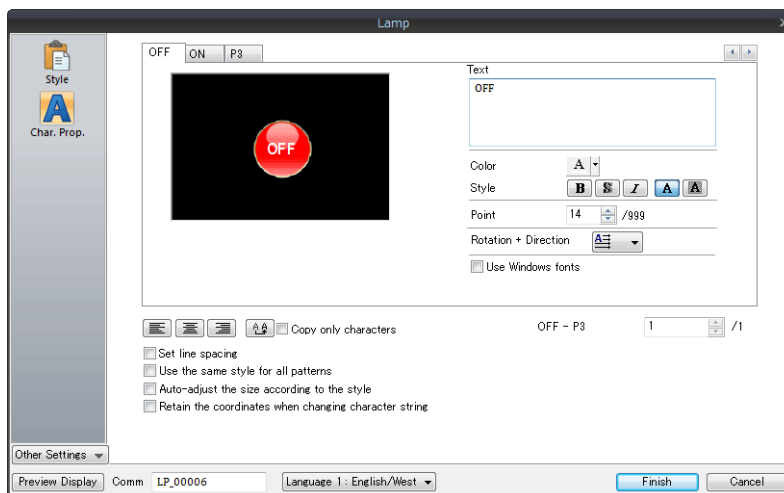 Lamp
Style
Char. Prop.
OFF ON P3
OFF
Text
OFF
Color A
Style B S I A A
Point 14 /999
Rotation + Direction A
Use Windows fonts
Copy only characters
OFF - P3 1 /1
Set line spacing
Use the same style for all patterns
Auto-adjust the size according to the style
Retain the coordinates when changing character string
Other Settings
Preview Display Comm LP_00006 Language 1 : English/West Finish Cancel